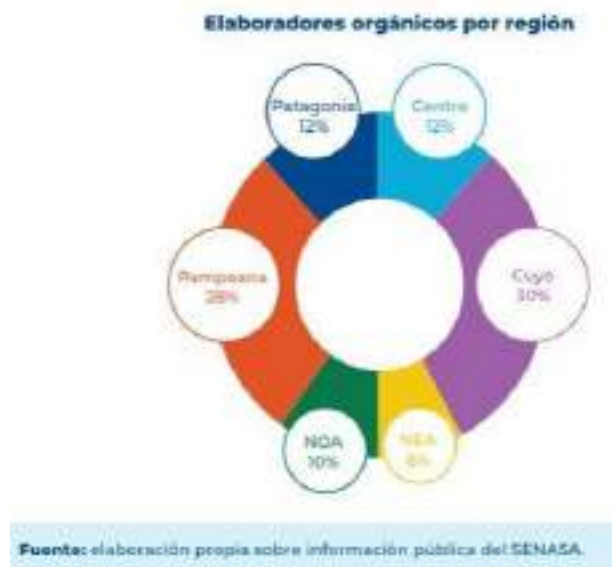 Elaboradores orgánicos por región
Patagonia
12%
Centro
12%
Pampeana
28%
Cuyo
30%
NOA
10%
NEA
8%
Fuente: elaboración propia sobre información pública del SENASA.